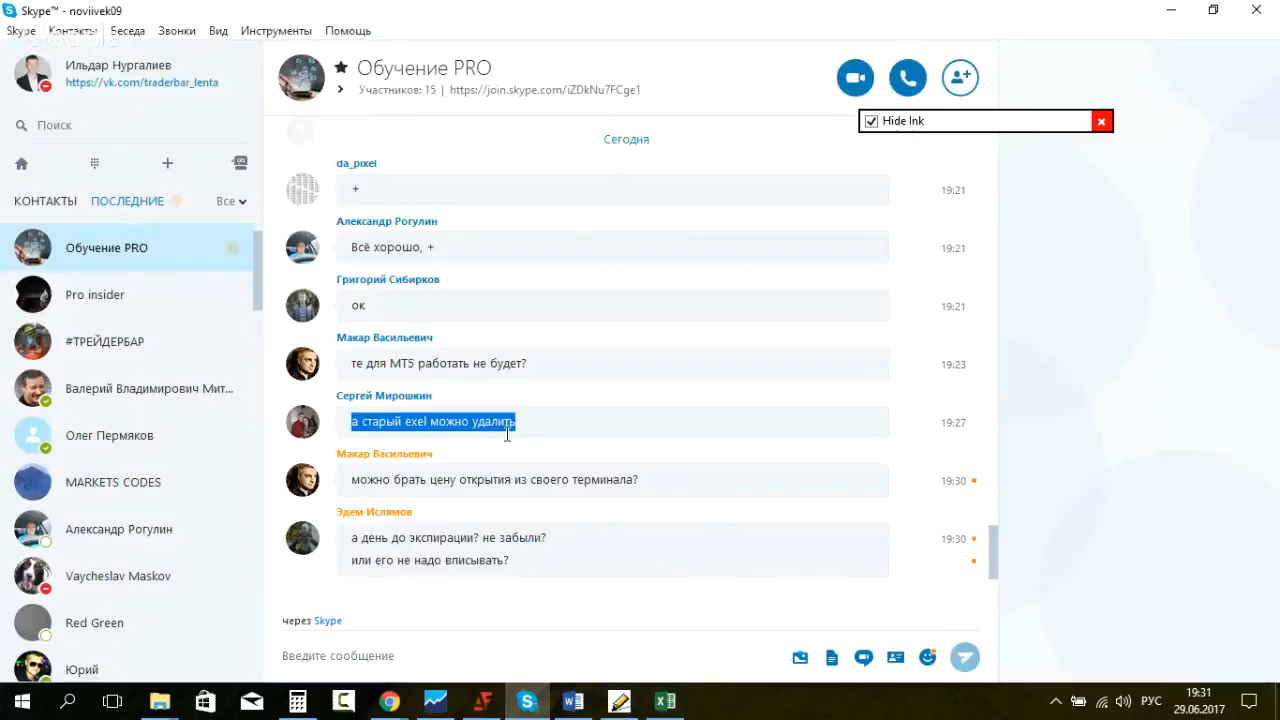 Skype™ - noviivek09
Skype Контакты Беседа Звонки Вид Инструменты Помощь
Ильдар Нургалиев
https://vk.com/traderbar_lenta
Поиск
КОНТАКТЫ ПОСЛЕДНИЕ Все
Обучение PRO
Pro insider
#ТРЕЙДЕРБАР
Валерий Владимирович Мит...
Олег Пермяков
MARKETS CODES
Александр Рогулин
Vaycheslav Maskov
Red Green
Юрий
Обучение PRO
Участников: 15 | https://join.skype.com/iZDkNu7FCge1
Hide Ink
Сегодня
da_pixel
+ 19:21
Александр Рогулин
Всё хорошо, + 19:21
Григорий Сибирков
ок 19:21
Макар Васильевич
те для МТ5 работать не будет? 19:23
Сергей Мирошкин
а старый exel можно удалить 19:27
Макар Васильевич
можно брать цену открытия из своего терминала? 19:30
Эдем Ислямов
а день до экспирации? не забыли? 19:30
или его не надо вписывать?
через Skype
Введите сообщение
РУС
19:31
29.06.2017